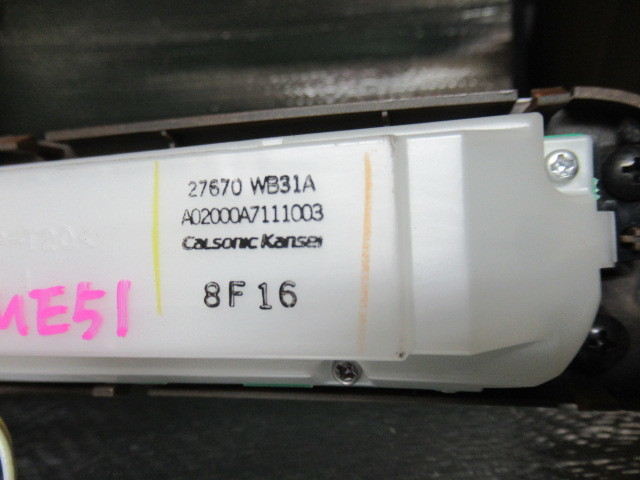 27670 WB31A
A02000A7111003
CALSONIC KANSEI
8F16
ME51